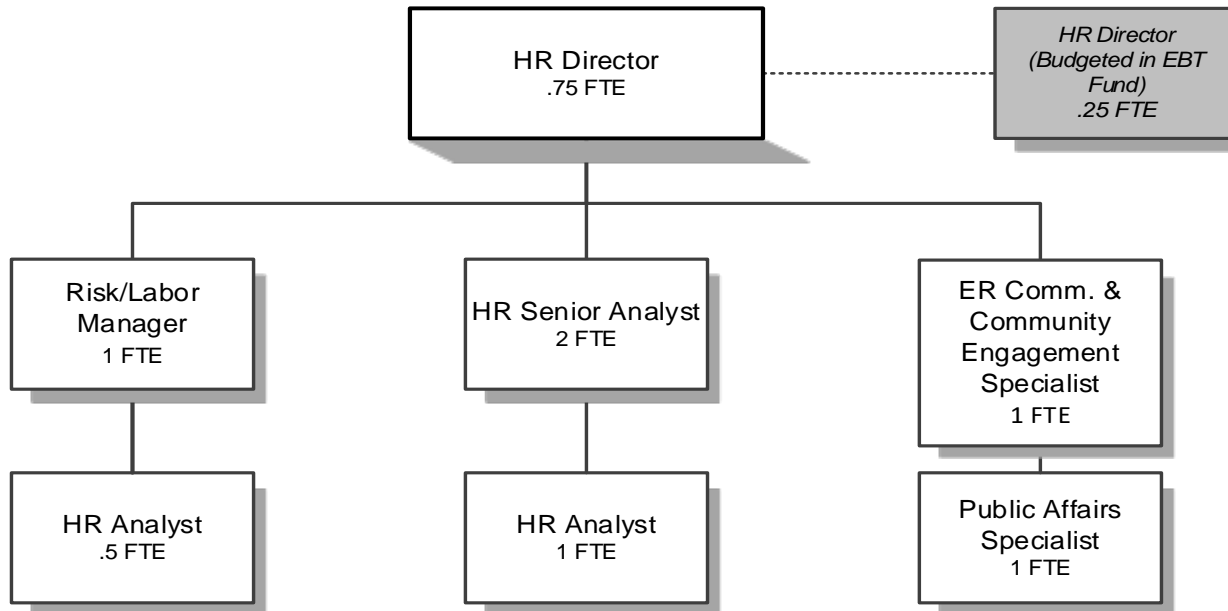 HR Director
.75 FTE
HR Director
(Budgeted in EBT
Fund)
.25 FTE
Risk/Labor
Manager
1 FTE
HR Senior Analyst
2 FTE
ER Comm. &
Community
Engagement
Specialist
1 FTE
HR Analyst
.5 FTE
HR Analyst
1 FTE
Public Affairs
Specialist
1 FTE